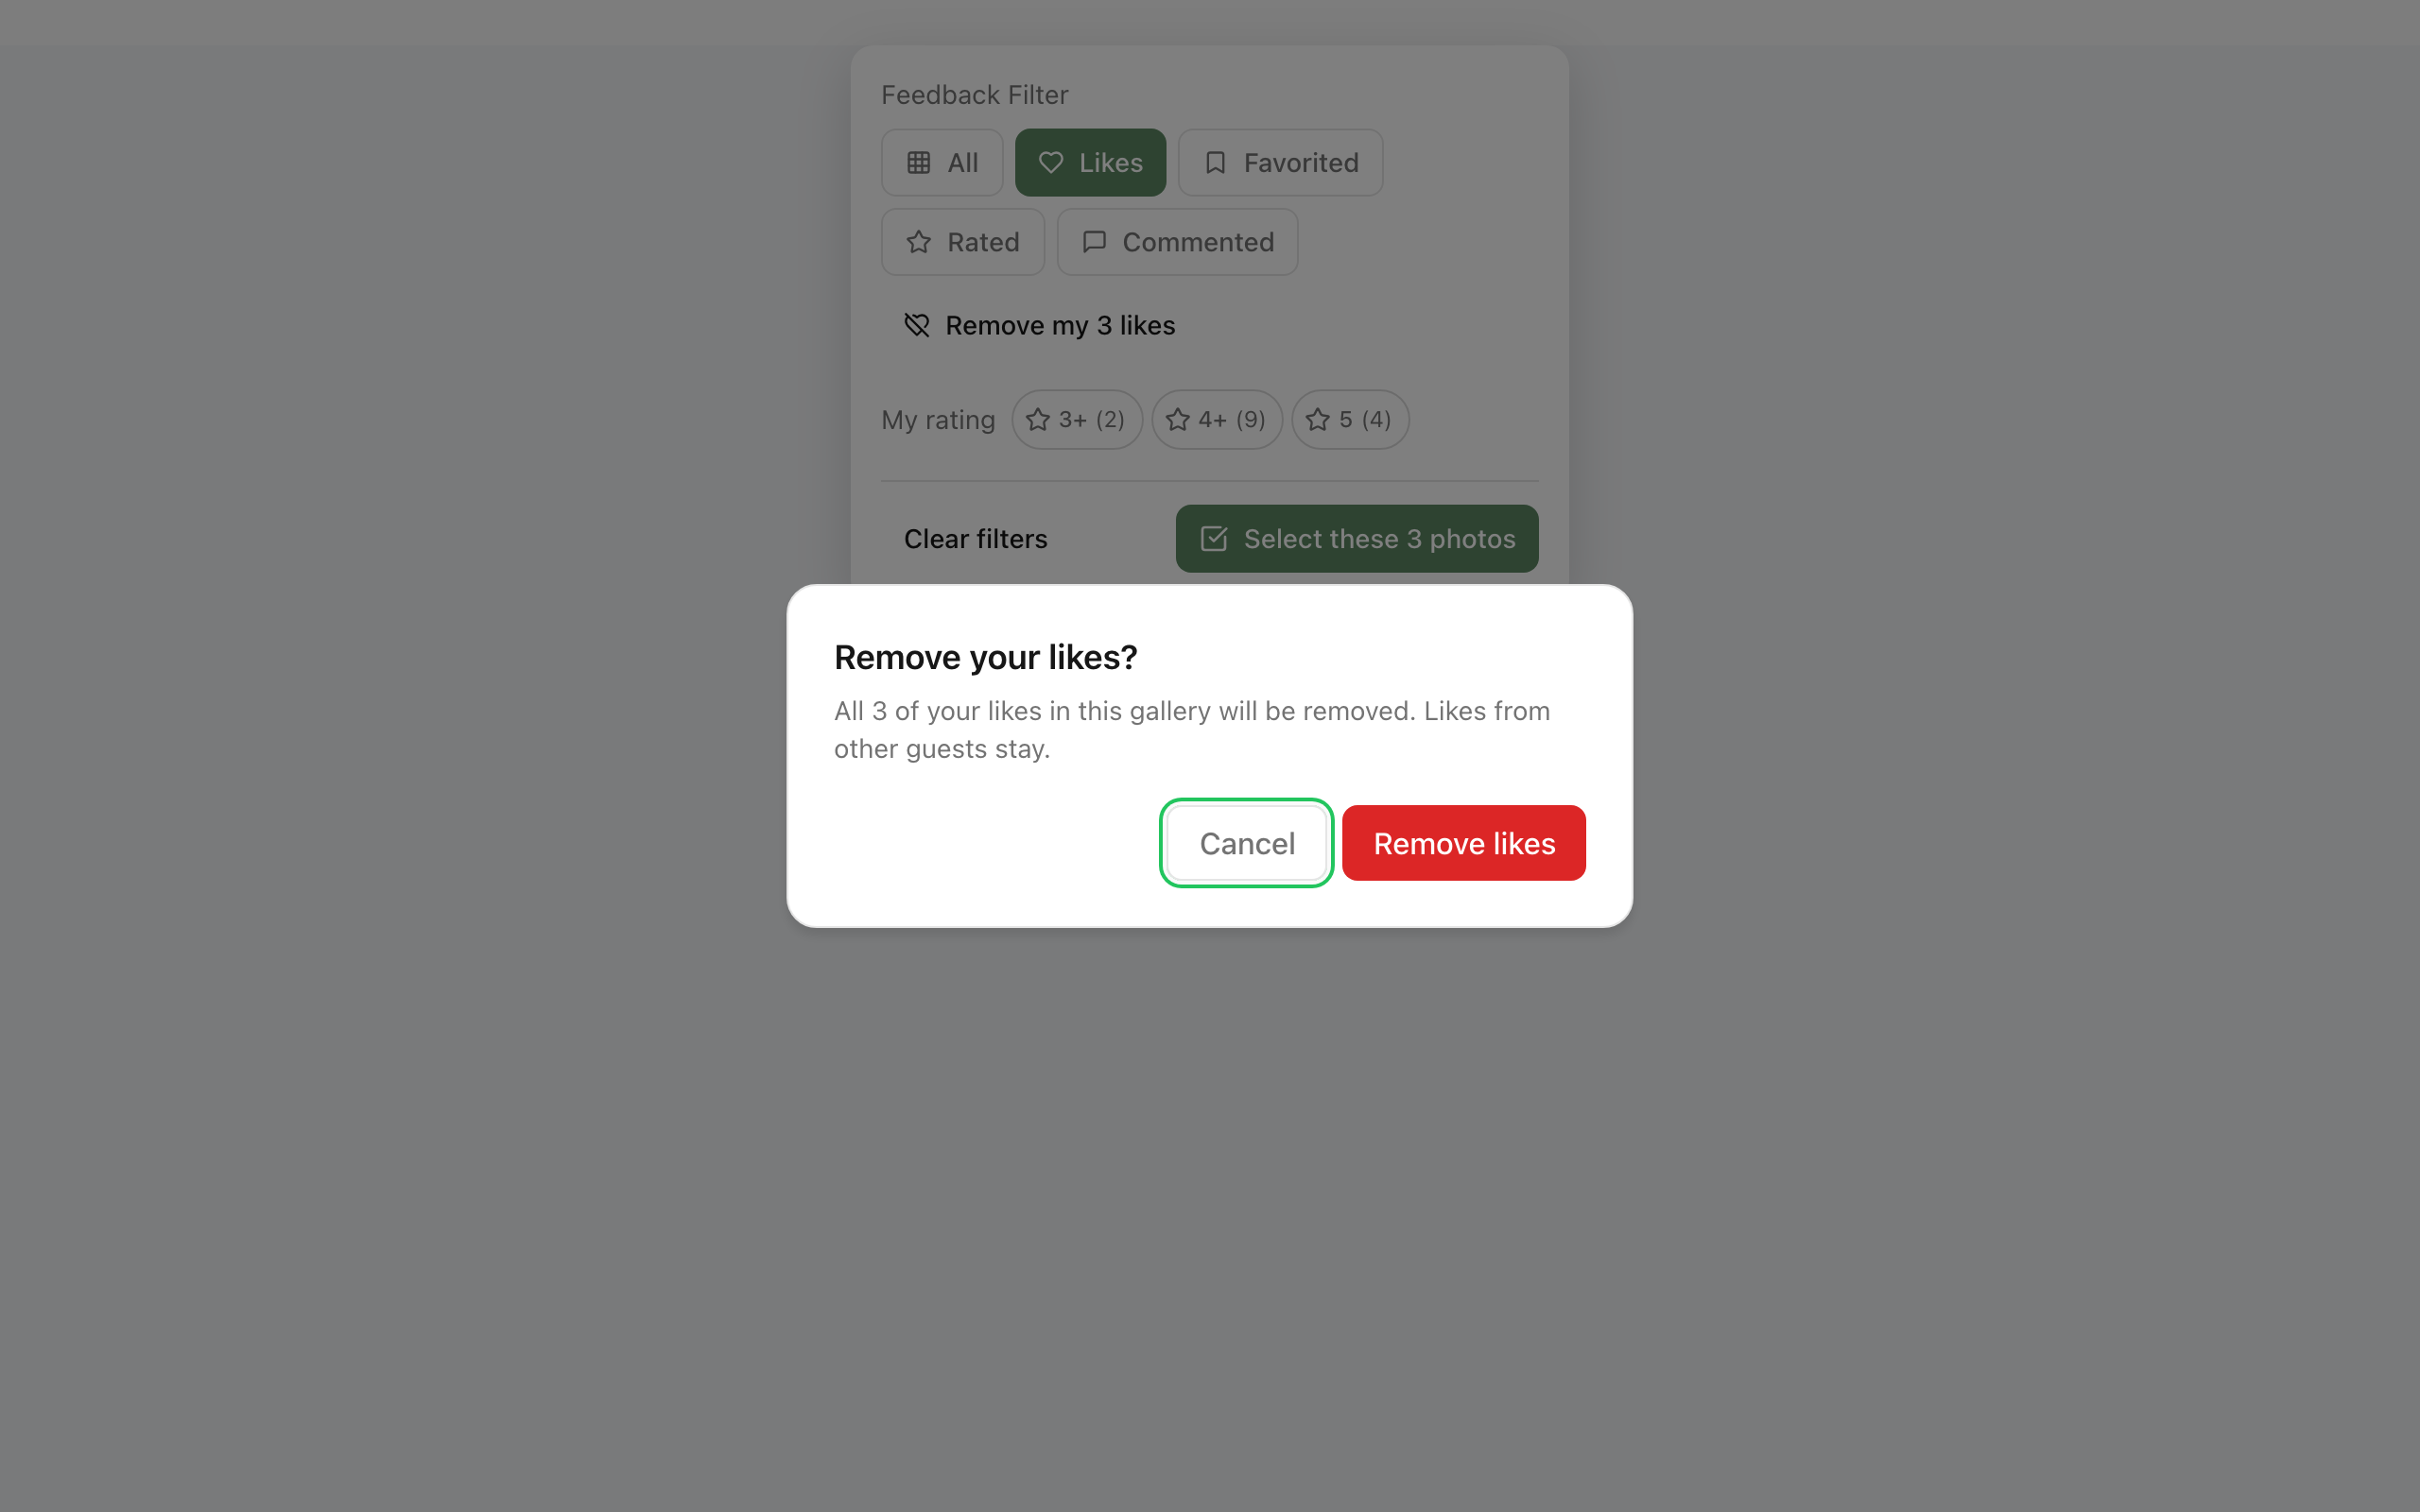 Feedback Filter
All
Likes
Favorited
Rated
Commented
Remove my 3 likes
My rating
3+ (2)
4+ (9)
5 (4)
Clear filters
Select these 3 photos
Remove your likes?
All 3 of your likes in this gallery will be removed. Likes from
other guests stay.
Cancel
Remove likes